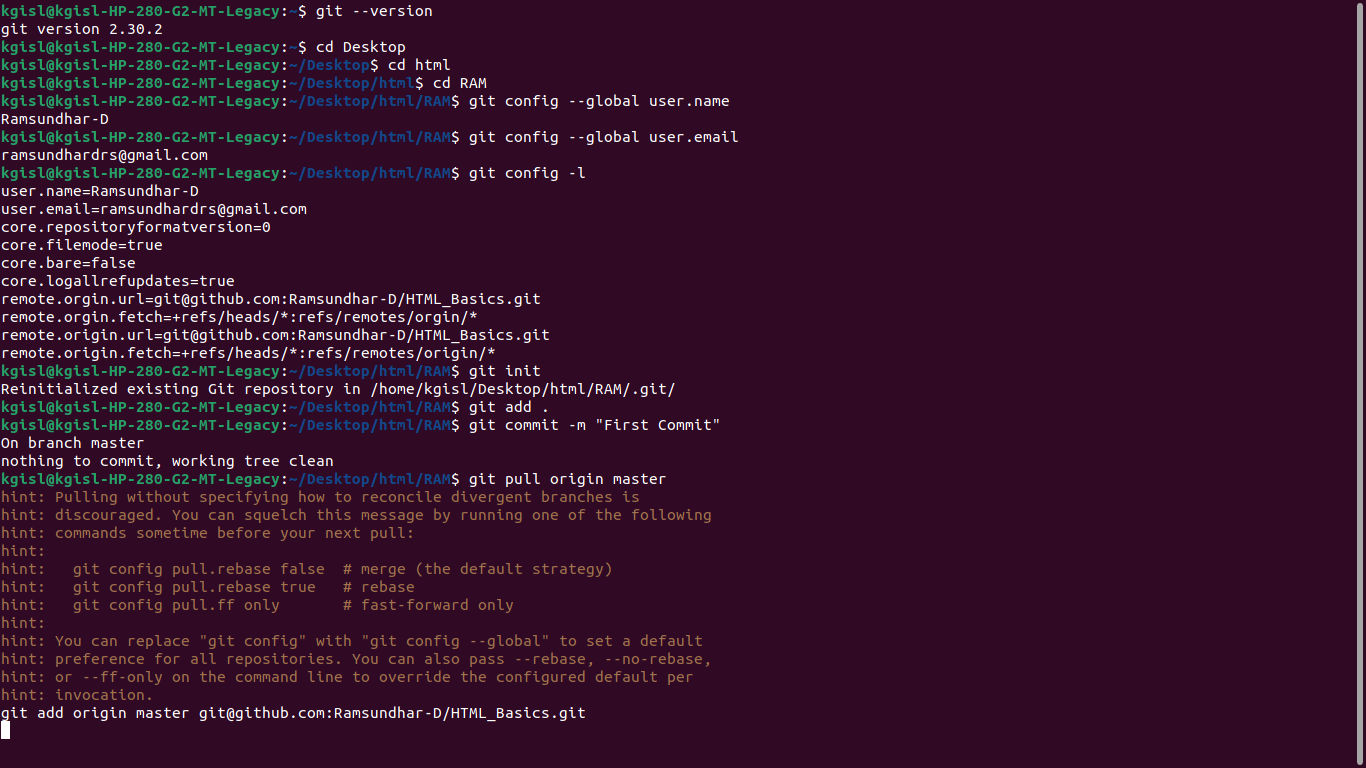 kgisl@kgisl-HP-280-G2-MT-Legacy:~$ git --version
git version 2.30.2
kgisl@kgisl-HP-280-G2-MT-Legacy:~$ cd Desktop
kgisl@kgisl-HP-280-G2-MT-Legacy:~/Desktop$ cd html
kgisl@kgisl-HP-280-G2-MT-Legacy:~/Desktop/html$ cd RAM
kgisl@kgisl-HP-280-G2-MT-Legacy:~/Desktop/html/RAM$ git config --global user.name
Ramsundhar-D
kgisl@kgisl-HP-280-G2-MT-Legacy:~/Desktop/html/RAM$ git config --global user.email
ramsundhardrs@gmail.com
kgisl@kgisl-HP-280-G2-MT-Legacy:~/Desktop/html/RAM$ git config -l
user.name=Ramsundhar-D
user.email=ramsundhardrs@gmail.com
core.repositoryformatversion=0
core.filemode=true
core.bare=false
core.logallrefupdates=true
remote.orgin.url=git@github.com:Ramsundhar-D/HTML_Basics.git
remote.orgin.fetch=+refs/heads/*:refs/remotes/orgin/*
remote.origin.url=git@github.com:Ramsundhar-D/HTML_Basics.git
remote.origin.fetch=+refs/heads/*:refs/remotes/origin/*
kgisl@kgisl-HP-280-G2-MT-Legacy:~/Desktop/html/RAM$ git init
Reinitialized existing Git repository in /home/kgisl/Desktop/html/RAM/.git/
kgisl@kgisl-HP-280-G2-MT-Legacy:~/Desktop/html/RAM$ git add .
kgisl@kgisl-HP-280-G2-MT-Legacy:~/Desktop/html/RAM$ git commit -m "First Commit"
On branch master
nothing to commit, working tree clean
kgisl@kgisl-HP-280-G2-MT-Legacy:~/Desktop/html/RAM$ git pull origin master
hint: Pulling without specifying how to reconcile divergent branches is
hint: discouraged. You can squelch this message by running one of the following
hint: commands sometime before your next pull:
hint:
hint:   git config pull.rebase false  # merge (the default strategy)
hint:   git config pull.rebase true   # rebase
hint:   git config pull.ff only       # fast-forward only
hint:
hint: You can replace "git config" with "git config --global" to set a default
hint: preference for all repositories. You can also pass --rebase, --no-rebase,
hint: or --ff-only on the command line to override the configured default per
hint: invocation.
git add origin master git@github.com:Ramsundhar-D/HTML_Basics.git